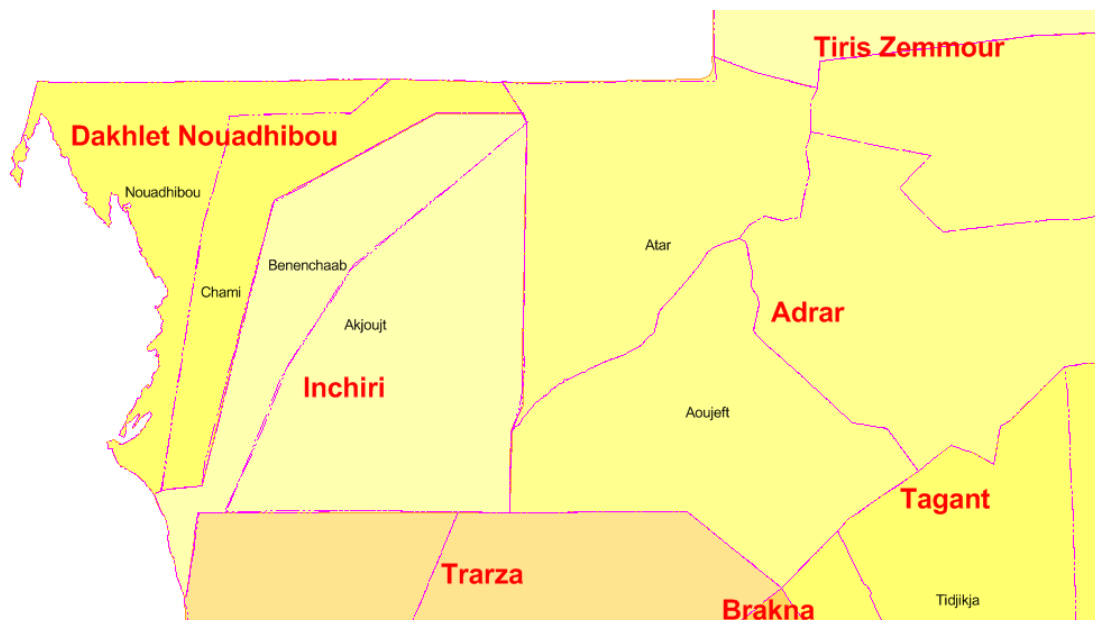 Tiris Zemmour
Dakhlet Nouadhibou
Nouadhibou
Atar
Benenchaab
Chami
Adrar
Akjoujt
Inchiri
Aoujeft
Tagant
Trarza
Tidjikja
Brakna